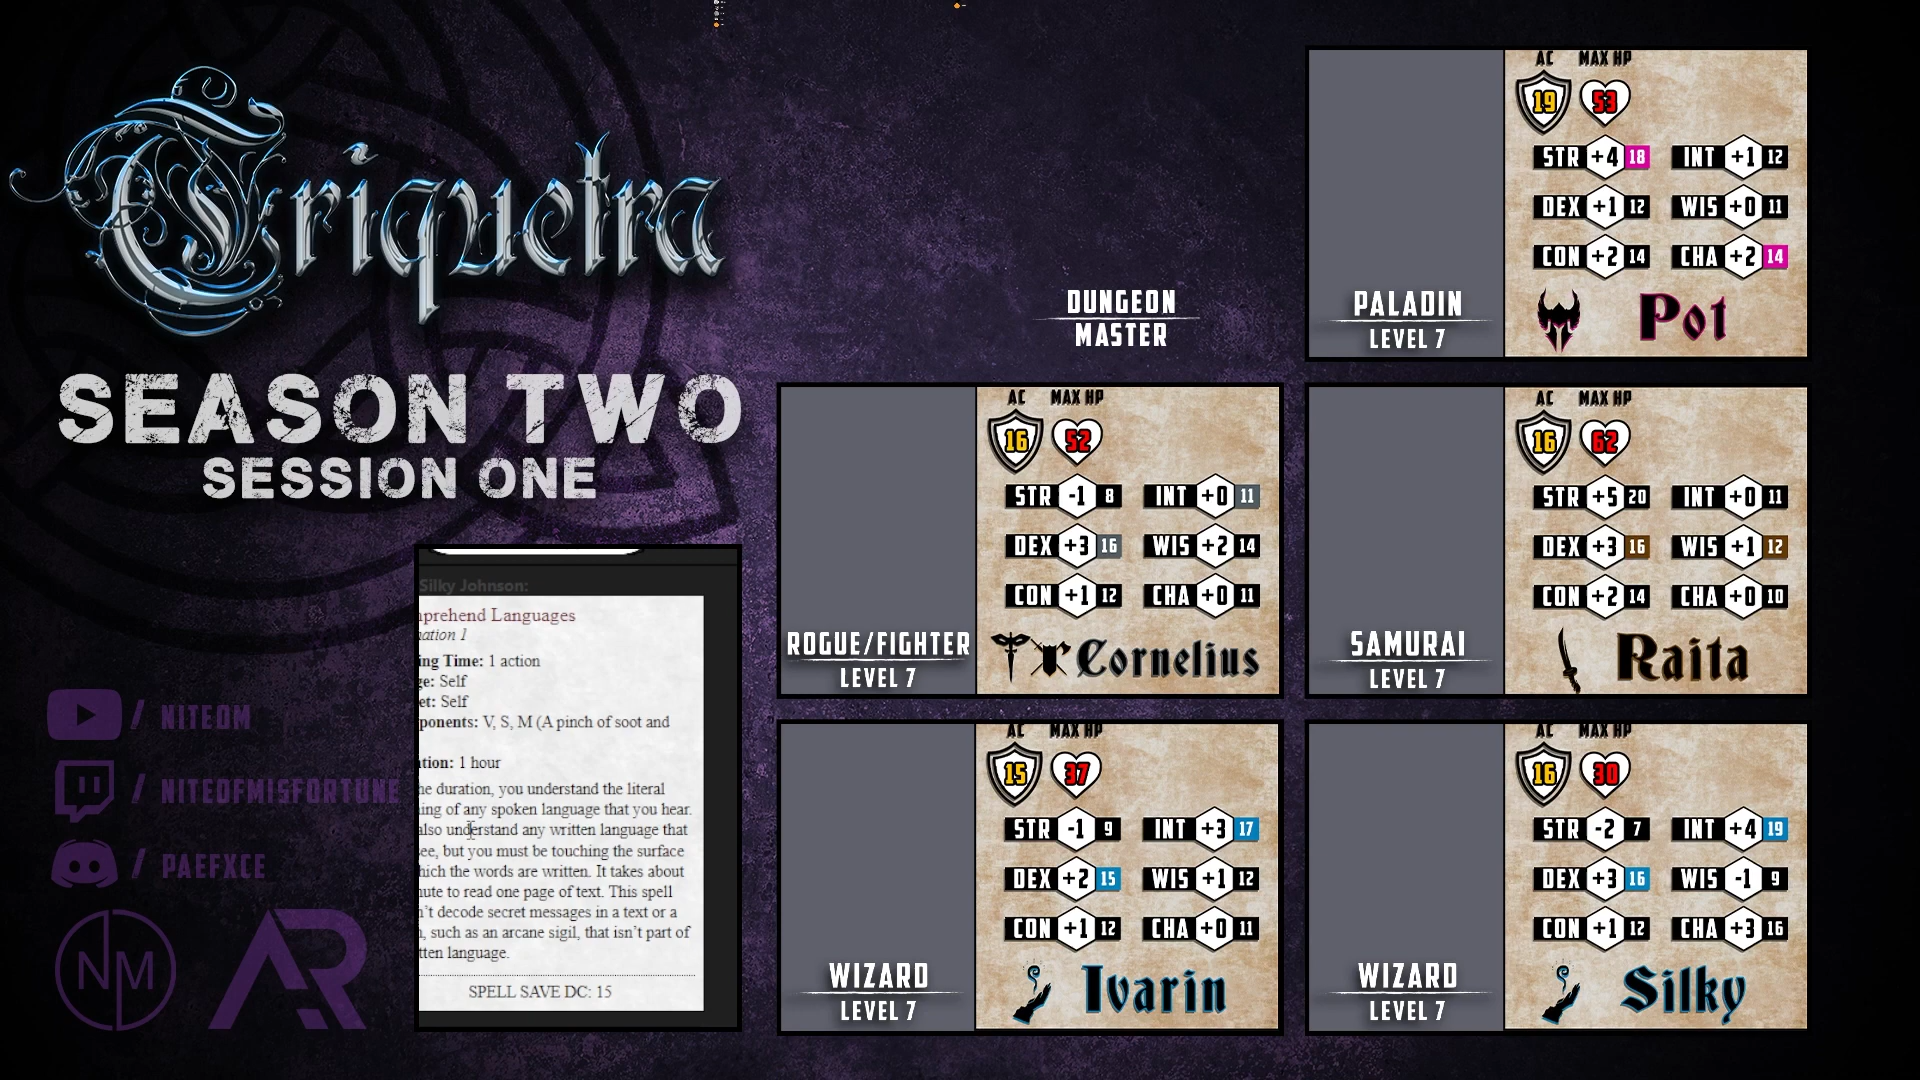 Triquetra
SEASON TWO
SESSION ONE
/ NITEOM
/ NITEOFMISFORTUNE
/ PAEFXCE
NM
AR
Silky Johnson:
mprehend Languages
nation 1
ing Time: 1 action
ge: Self
et: Self
ponents: V, S, M (A pinch of soot and
tion: 1 hour
he duration, you understand the literal
ning of any spoken language that you hear.
also understand any written language that
ee, but you must be touching the surface
hich the words are written. It takes about
nute to read one page of text. This spell
n't decode secret messages in a text or a
n, such as an arcane sigil, that isn't part of
tten language.
SPELL SAVE DC: 15
DUNGEON
MASTER
PALADIN
LEVEL 7
AC MAX HP
19 53
STR +4 18 INT +1 12
DEX +1 12 WIS +0 11
CON +2 14 CHA +2 14
Pot
ROGUE/FIGHTER
LEVEL 7
AC MAX HP
16 52
STR -1 8 INT +0 11
DEX +3 16 WIS +2 14
CON +1 12 CHA +0 11
Cornelius
SAMURAI
LEVEL 7
AC MAX HP
16 62
STR +5 20 INT +0 11
DEX +3 16 WIS +1 12
CON +2 14 CHA +0 10
Raita
WIZARD
LEVEL 7
AC MAX HP
15 37
STR -1 9 INT +3 17
DEX +2 15 WIS +1 12
CON +1 12 CHA +0 11
Ivarin
WIZARD
LEVEL 7
AC MAX HP
16 30
STR -2 7 INT +4 19
DEX +3 16 WIS -1 9
CON +1 12 CHA +3 16
Silky